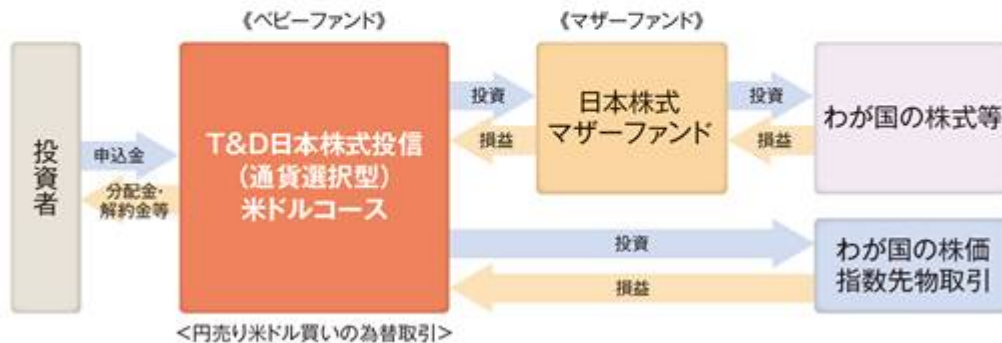 《ベビーファンド》
《マザーファンド》
投資者
申込金
分配金・
解約金等
T&D日本株式投信
(通貨選択型)
米ドルコース
投資
損益
日本株式
マザーファンド
投資
損益
わが国の株式等
投資
損益
わが国の株価
指数先物取引
<円売り米ドル買いの為替取引>